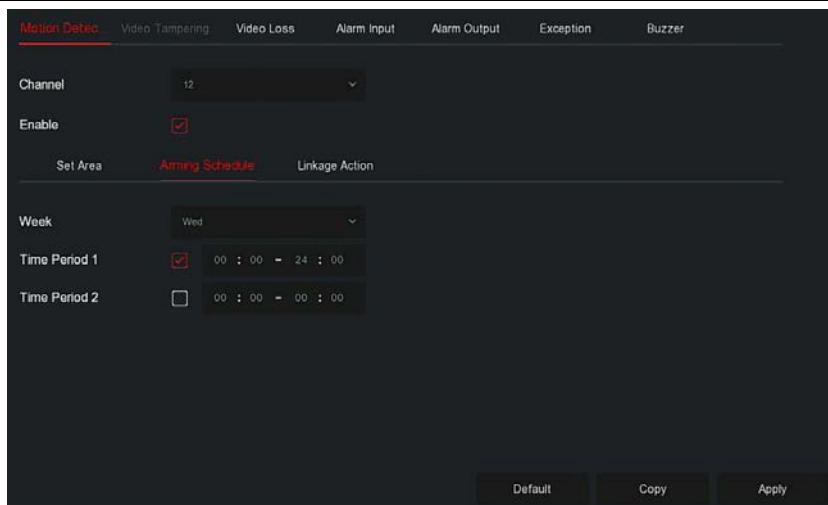 Motion Detec... Video Tampering Video Loss Alarm Input Alarm Output Exception Buzzer
Channel 12
Enable
Set Area Arming Schedule Linkage Action
Week Wed
Time Period 1 00 : 00 - 24 : 00
Time Period 2 00 : 00 - 00 : 00
Default Copy Apply